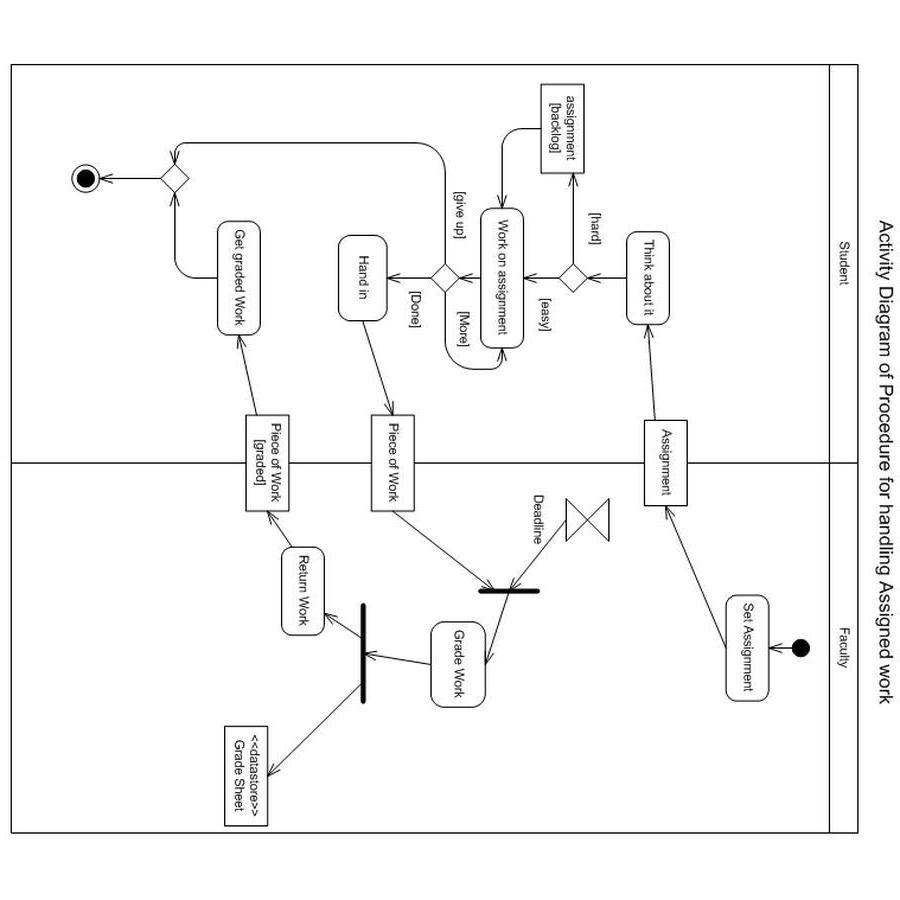 Activity Diagram of Procedure for handling Assigned work
Student
Faculty
Set Assignment
Assignment
Think about it
[hard]
[easy]
assignment
[backlog]
Work on assignment
Deadline
[give up]
[More]
[Done]
Grade Work
Hand in
Piece of Work
Return Work
Piece of Work
[graded]
Get graded Work
<<datastore>>
Grade Sheet